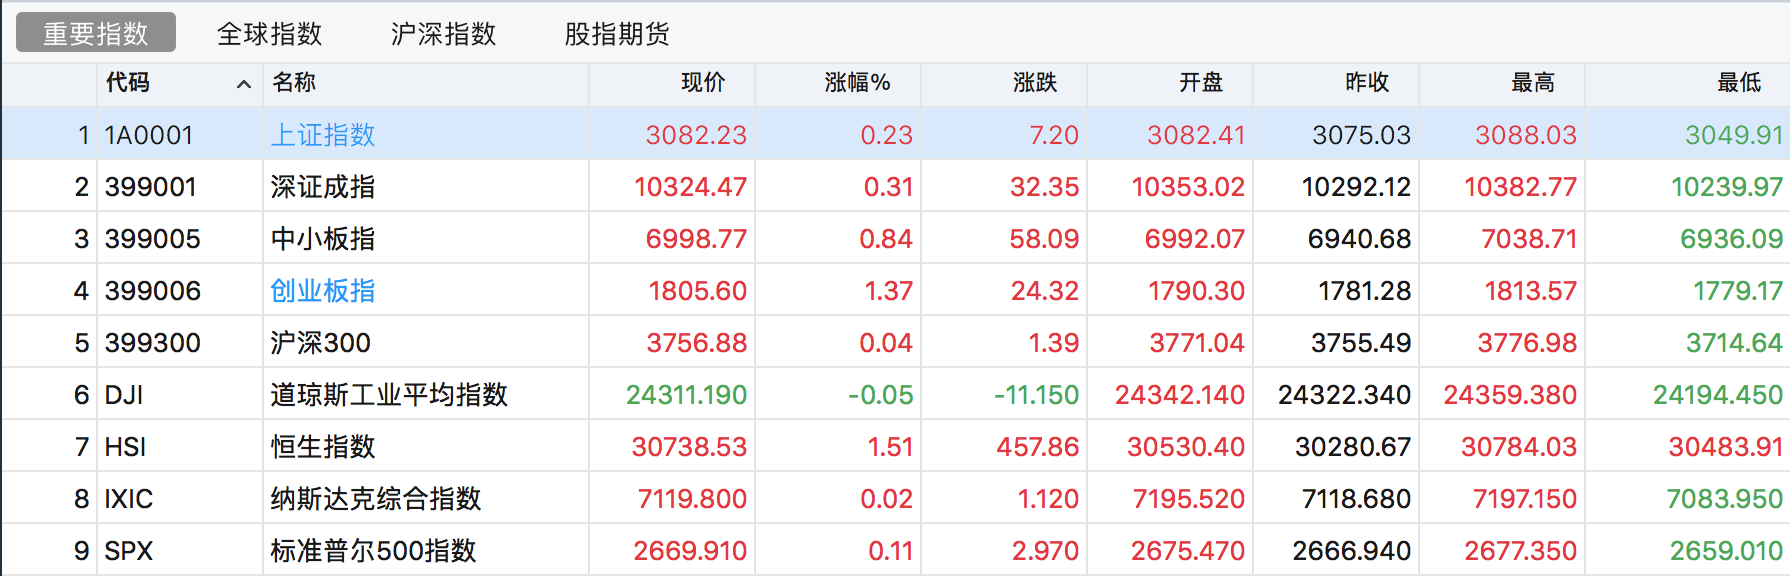 重要指数 全球指数 沪深指数 股指期货
代码 名称 现价 涨幅% 涨跌 开盘 昨收 最高 最低
1 1A0001 上证指数 3082.23 0.23 7.20 3082.41 3075.03 3088.03 3049.91
2 399001 深证成指 10324.47 0.31 32.35 10353.02 10292.12 10382.77 10239.97
3 399005 中小板指 6998.77 0.84 58.09 6992.07 6940.68 7038.71 6936.09
4 399006 创业板指 1805.60 1.37 24.32 1790.30 1781.28 1813.57 1779.17
5 399300 沪深300 3756.88 0.04 1.39 3771.04 3755.49 3776.98 3714.64
6 DJI 道琼斯工业平均指数 24311.190 -0.05 -11.150 24342.140 24322.340 24359.380 24194.450
7 HSI 恒生指数 30738.53 1.51 457.86 30530.40 30280.67 30784.03 30483.91
8 IXIC 纳斯达克综合指数 7119.800 0.02 1.120 7195.520 7118.680 7197.150 7083.950
9 SPX 标准普尔500指数 2669.910 0.11 2.970 2675.470 2666.940 2677.350 2659.010